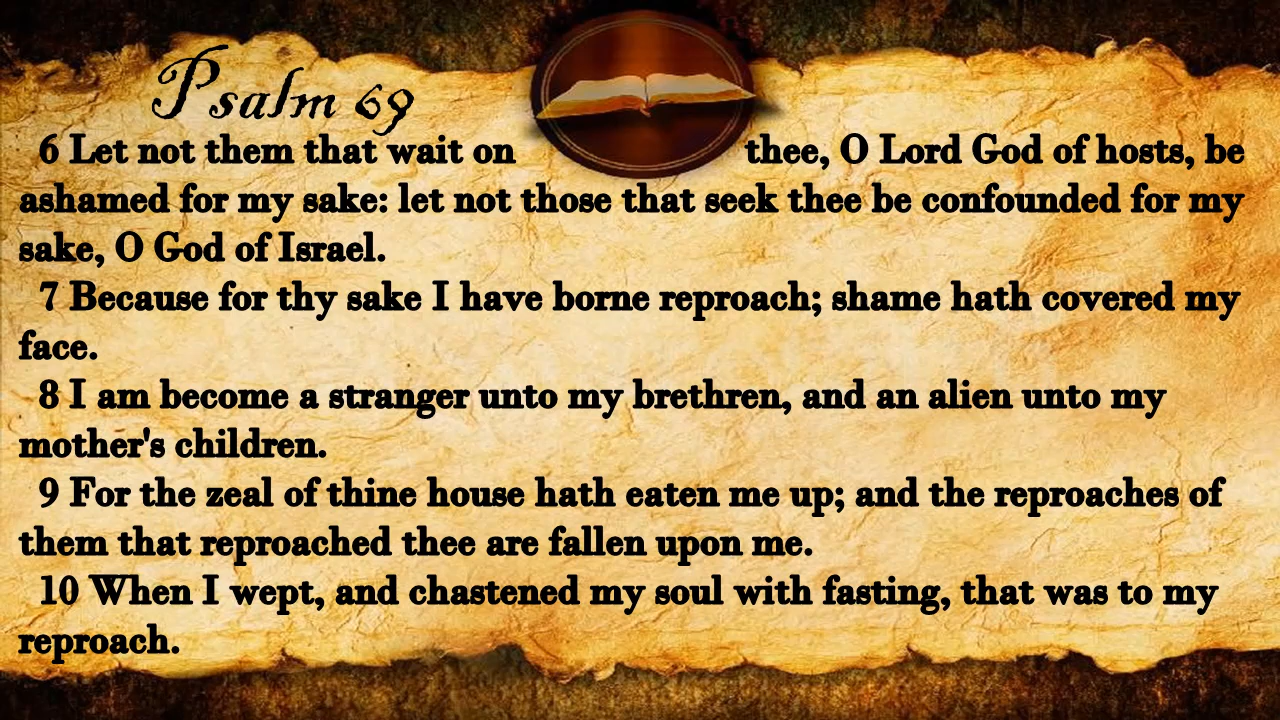 Psalm 69
6 Let not them that wait on thee, O Lord God of hosts, be
ashamed for my sake: let not those that seek thee be confounded for my
sake, O God of Israel.
7 Because for thy sake I have borne reproach; shame hath covered my
face.
8 I am become a stranger unto my brethren, and an alien unto my
mother's children.
9 For the zeal of thine house hath eaten me up; and the reproaches of
them that reproached thee are fallen upon me.
10 When I wept, and chastened my soul with fasting, that was to my
reproach.